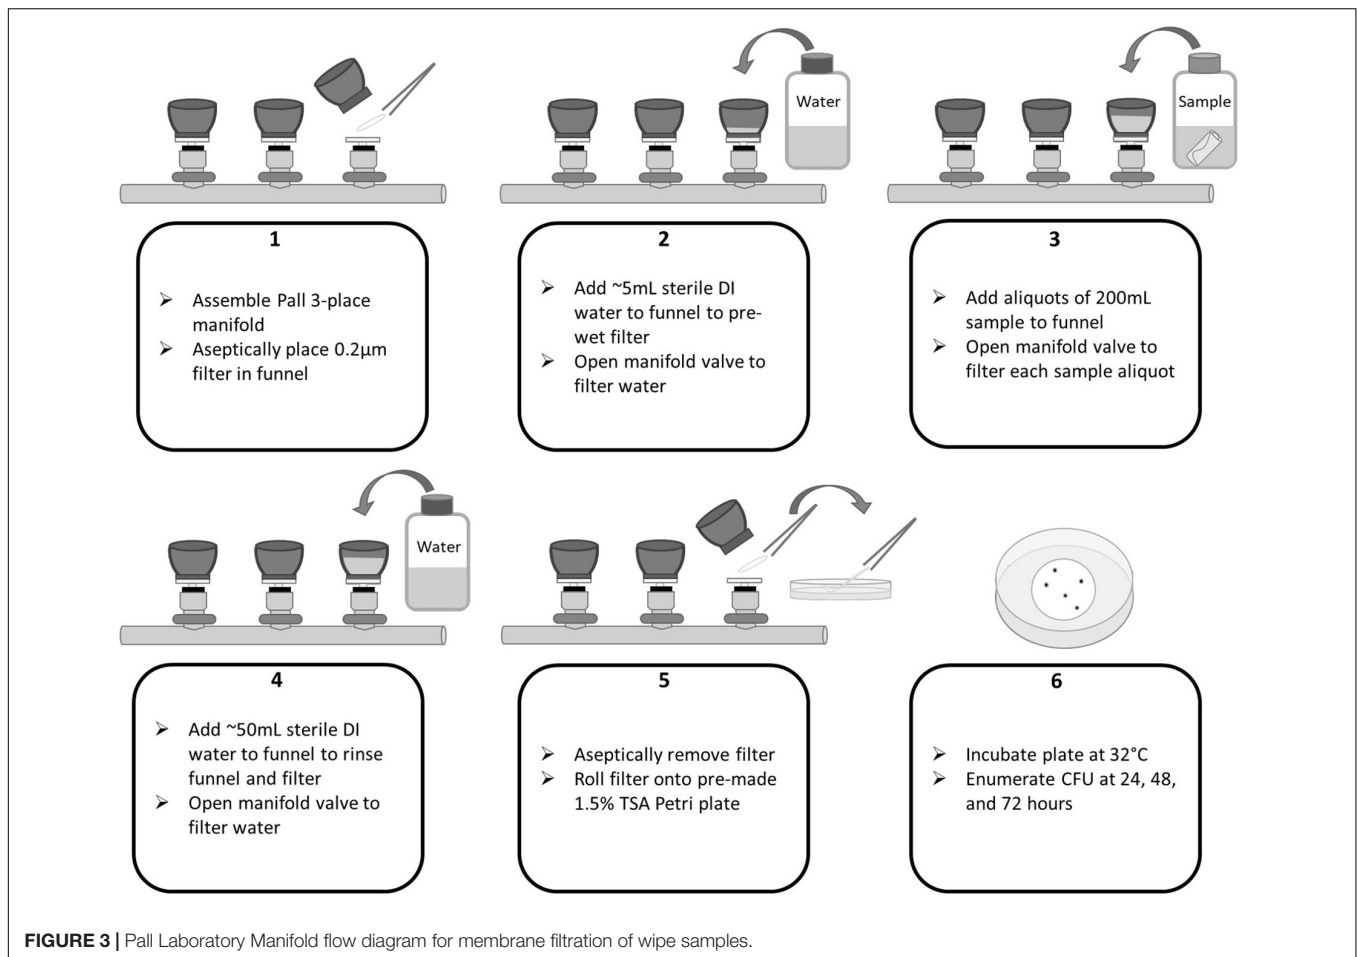 Water
Sample
1
➢ Assemble Pall 3-place
manifold
➢ Aseptically place 0.2µm
filter in funnel
2
➢ Add ~5mL sterile DI
water to funnel to pre-
wet filter
➢ Open manifold valve to
filter water
3
➢ Add aliquots of 200mL
sample to funnel
➢ Open manifold valve to
filter each sample aliquot
Water
4
➢ Add ~50mL sterile DI
water to funnel to rinse
funnel and filter
➢ Open manifold valve to
filter water
5
➢ Aseptically remove filter
➢ Roll filter onto pre-made
1.5% TSA Petri plate
6
➢ Incubate plate at 32°C
➢ Enumerate CFU at 24, 48,
and 72 hours
FIGURE 3 | Pall Laboratory Manifold flow diagram for membrane filtration of wipe samples.